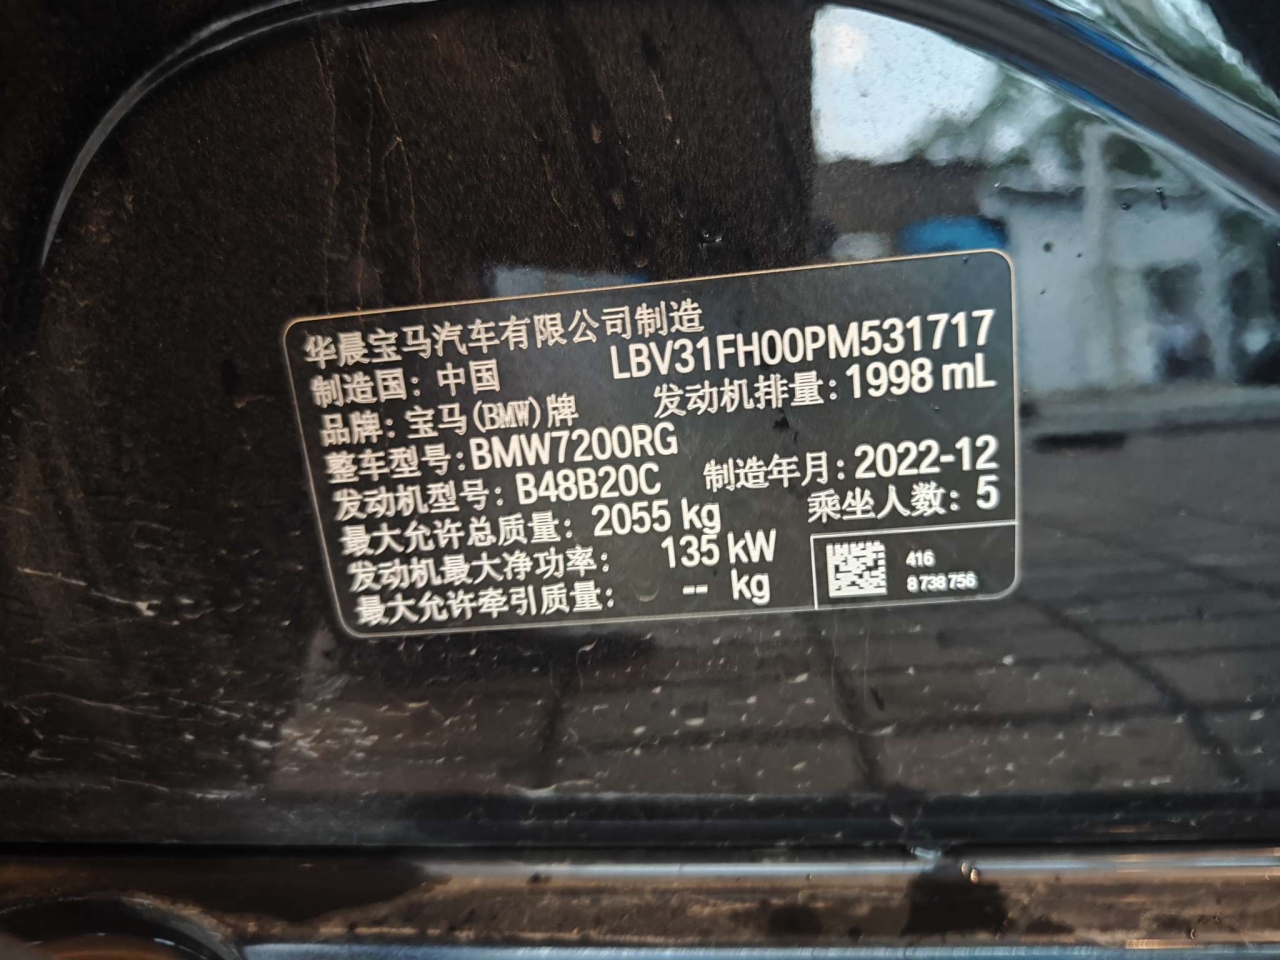 华晨宝马汽车有限公司制造
制造国：中国 LBV31FH00PM531717
品牌：宝马(BMW)牌 发动机排量：1998 mL
整车型号：BMW7200RG
发动机型号：B48B20C 制造年月：2022-12
最大允许总质量：2055 kg 乘坐人数：5
发动机最大净功率：135 kW
最大允许牵引质量：-- kg
416
8 738 756